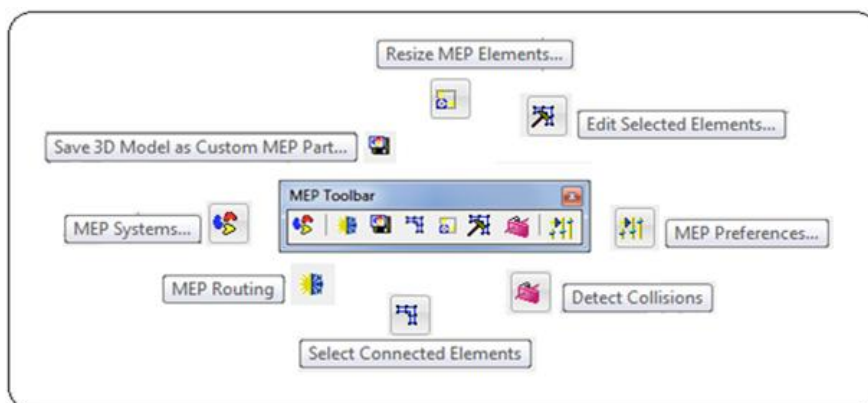 Resize MEP Elements...
Edit Selected Elements...
Save 3D Model as Custom MEP Part...
MEP Toolbar
MEP Systems...
MEP Preferences...
MEP Routing
Detect Collisions
Select Connected Elements